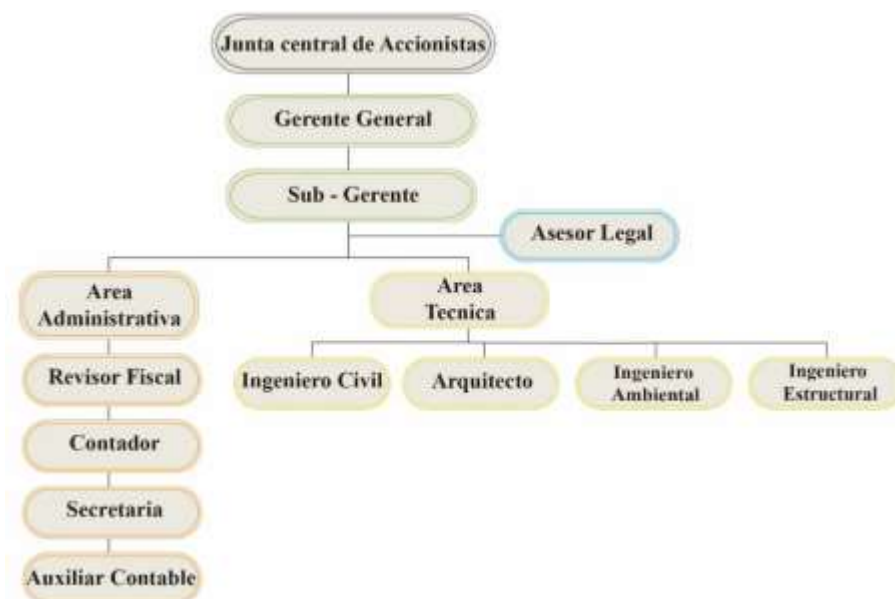 Junta central de Accionistas
Gerente General
Sub - Gerente
Asesor Legal
Area
Administrativa
Area
Tecnica
Revisor Fiscal
Contador
Secretaria
Auxiliar Contable
Ingeniero Civil
Arquitecto
Ingeniero
Ambiental
Ingeniero
Estructural